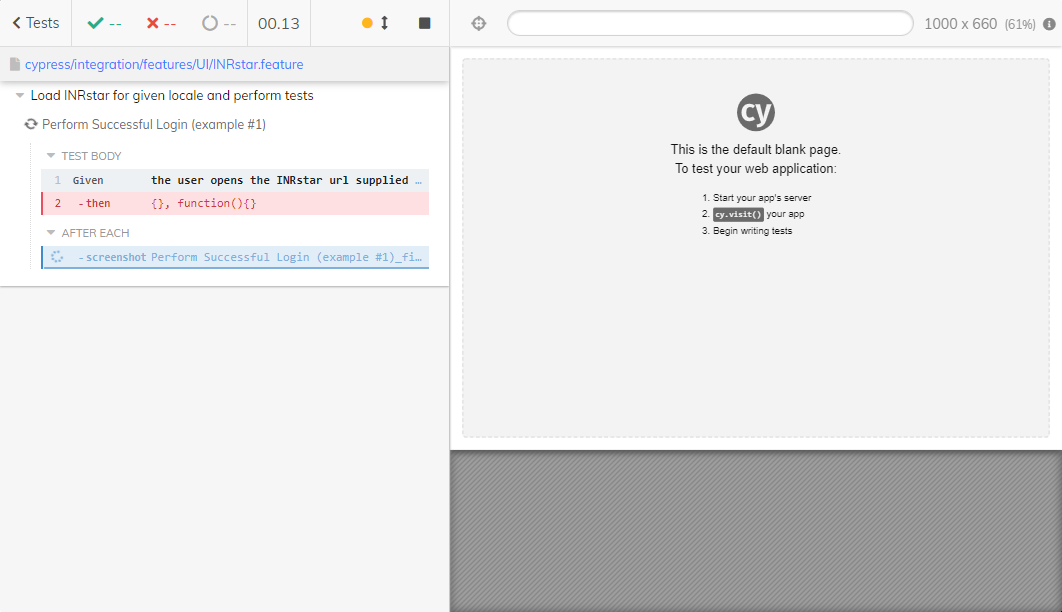 Tests -- -- -- 00.13
1000 x 660 (61%)
cypress/integration/features/UI/INRstar.feature
Load INRstar for given locale and perform tests
Perform Successful Login (example #1)
TEST BODY
1 Given the user opens the INRstar url supplied …
2 -then {}, function(){}
AFTER EACH
-screenshot Perform Successful Login (example #1)_fi…
cy
This is the default blank page.
To test your web application:
1. Start your app's server
2. cy.visit() your app
3. Begin writing tests